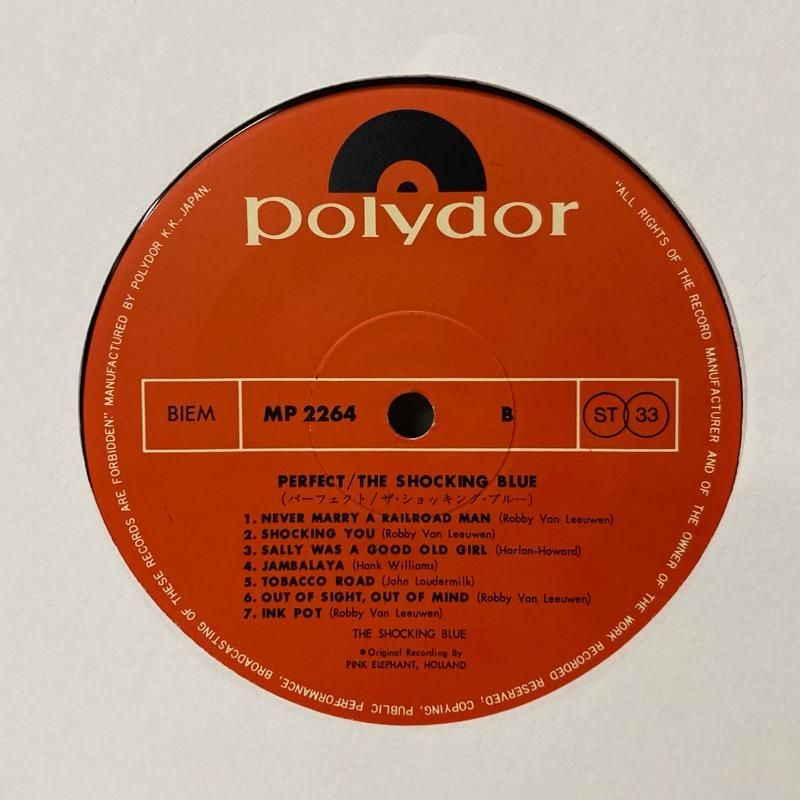 polydor
BIEM MP 2264 B ST 33
PERFECT/THE SHOCKING BLUE
(パーフェクト/ザ・ショッキング・ブルー)
1. NEVER MARRY A RAILROAD MAN (Robby Van Leeuwen)
2. SHOCKING YOU (Robby Van Leeuwen)
3. SALLY WAS A GOOD OLD GIRL (Harlan-Howard)
4. JAMBALAYA (Hank Williams)
5. TOBACCO ROAD (John Loudermilk)
6. OUT OF SIGHT, OUT OF MIND (Robby Van Leeuwen)
7. INK POT (Robby Van Leeuwen)
THE SHOCKING BLUE
*Original Recording By
PINK ELEPHANT, HOLLAND
"ALL RIGHTS OF THE RECORD MANUFACTURER AND OF THE OWNER OF THE WORK RECORDED RESERVED, COPYING, PUBLIC PERFORMANCE, BROADCASTING OF THESE RECORDS ARE FORBIDDEN." MANUFACTURED BY POLYDOR K.K., JAPAN.